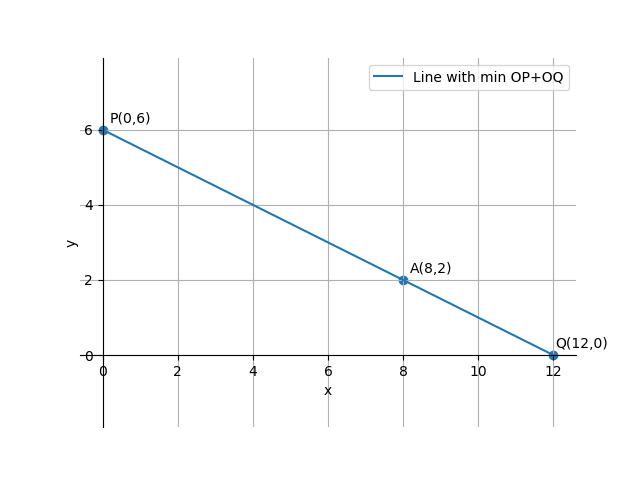 Line with min OP+OQ
P(0,6)
6
4
y
A(8,2)
2
Q(12,0)
0
0 2 4 6 8 10 12
x